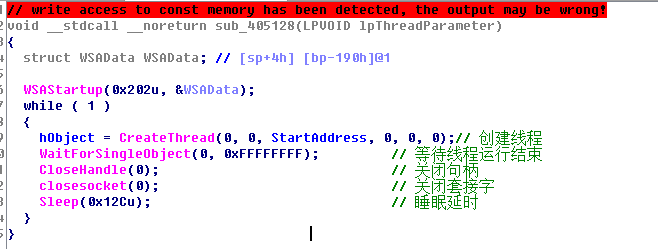 // write access to const memory has been detected, the output may be wrong!
void __stdcall __noreturn sub_405128(LPVOID lpThreadParameter)
{
struct WSAData WSAData; // [sp+4h] [bp-190h]@1
WSAStartup(0x202u, &WSAData);
while ( 1 )
{
hObject = CreateThread(0, 0, StartAddress, 0, 0, 0);// 创建线程
WaitForSingleObject(0, 0xFFFFFFFF); // 等待线程运行结束
CloseHandle(0); // 关闭句柄
closesocket(0); // 关闭套接字
Sleep(0x12Cu); // 睡眠延时
}
}